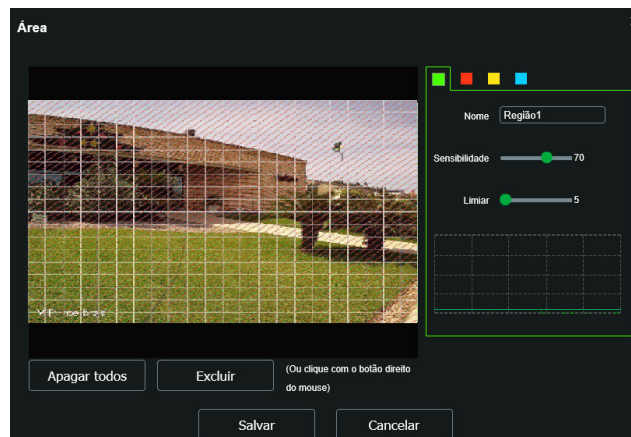 Área
Nome
Região1
Sensibilidade
70
Limiar
5
Apagar todos
Excluir
(Ou clique com o botão direito
do mouse)
Salvar
Cancelar